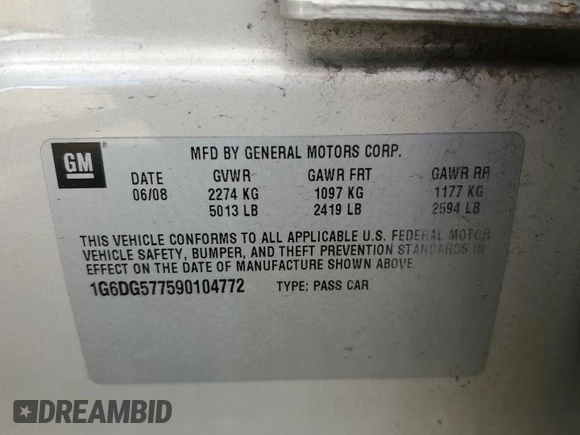 GM
MFD BY GENERAL MOTORS CORP.
DATE GVWR GAWR FRT GAWR RR
06/08 2274 KG 1097 KG 1177 KG
5013 LB 2419 LB 2594 LB
THIS VEHICLE CONFORMS TO ALL APPLICABLE U.S. FEDERAL MOTOR
VEHICLE SAFETY, BUMPER, AND THEFT PREVENTION STANDARDS IN
EFFECT ON THE DATE OF MANUFACTURE SHOWN ABOVE.
1G6DG577590104772 TYPE: PASS CAR
DREAMBID